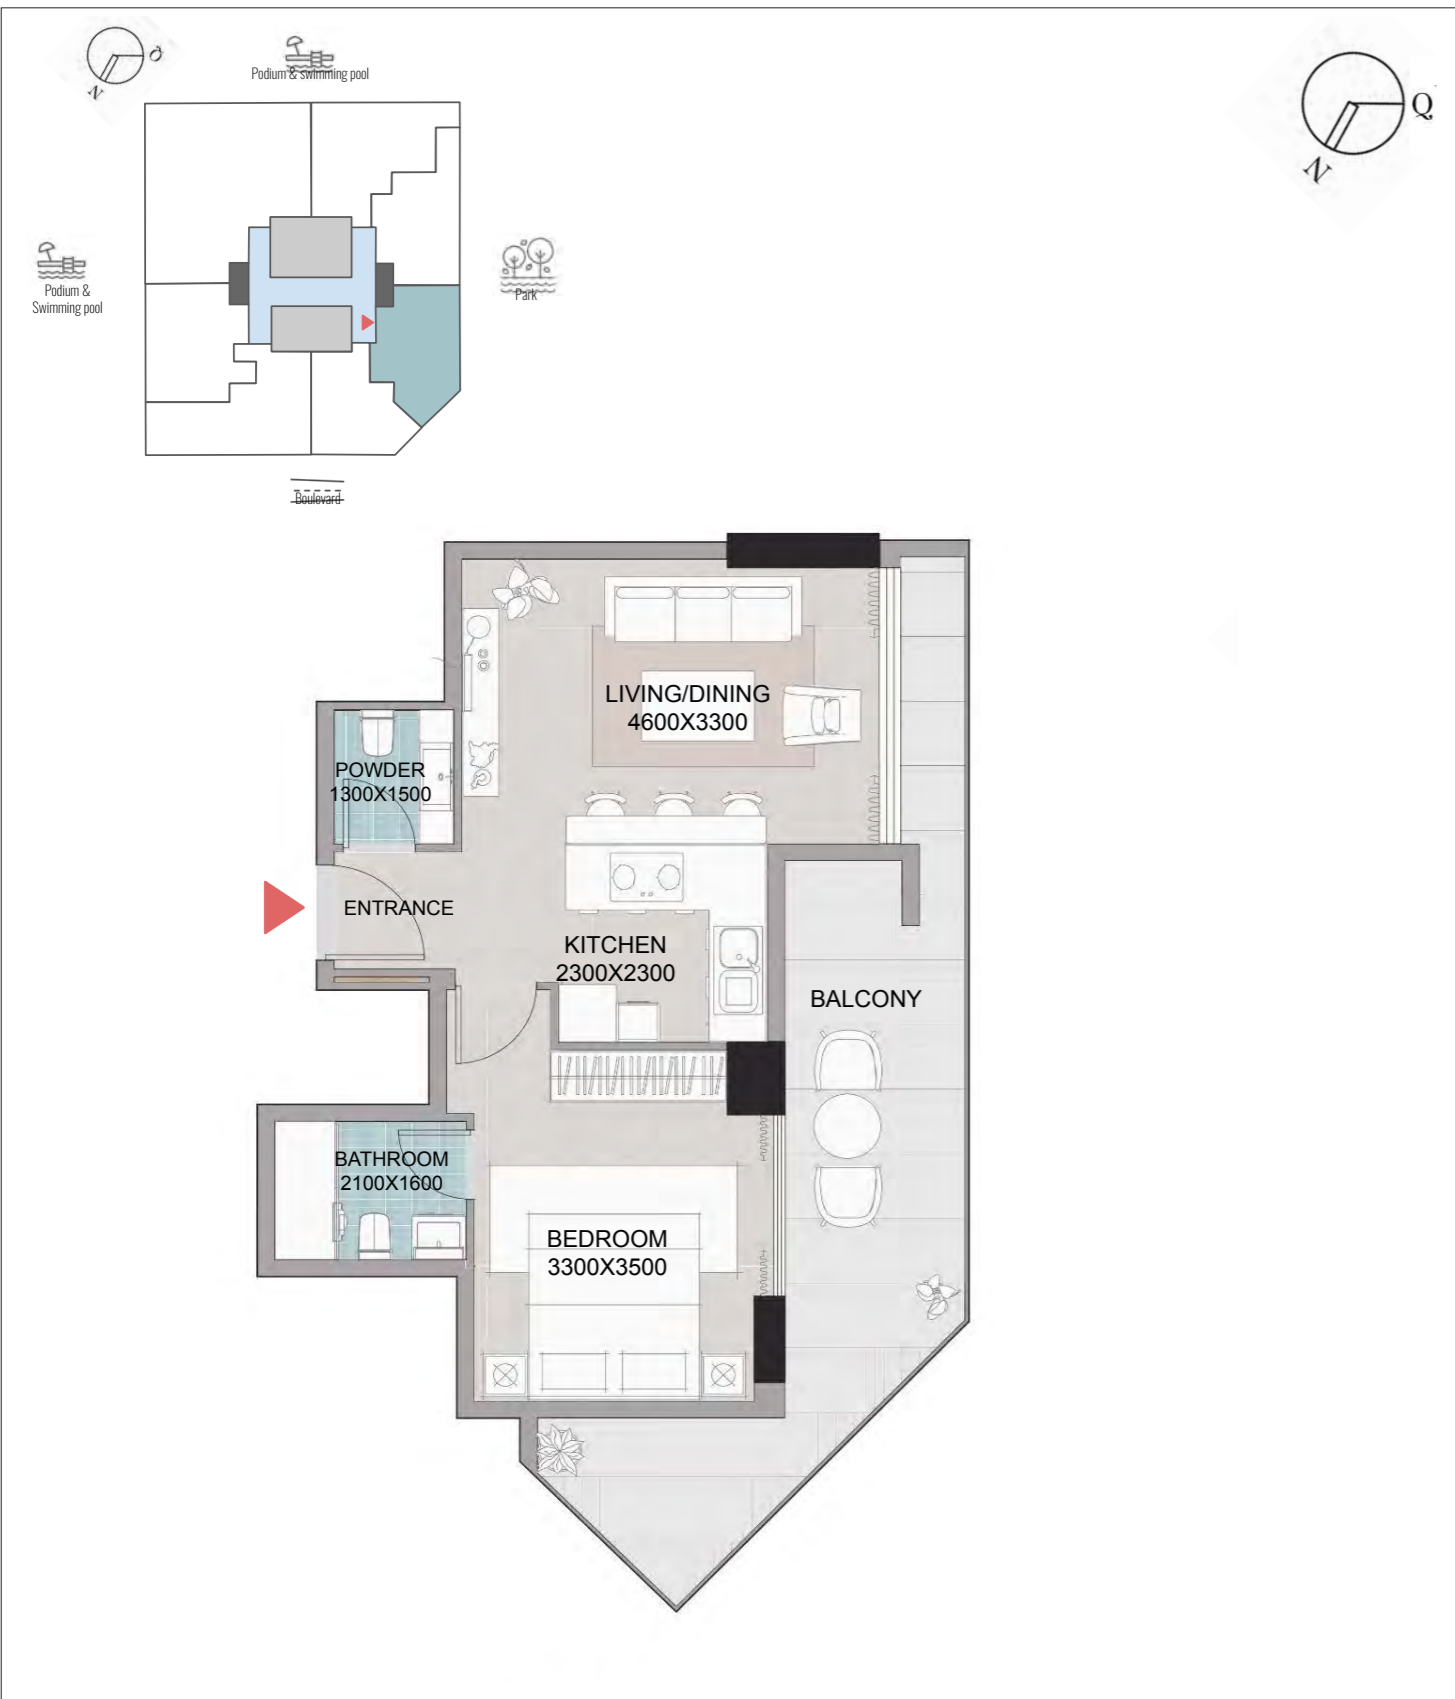 Q
N
Podium & swimming pool
Q
N
Podium &
Swimming pool
Park
Boulevard
LIVING/DINING
4600X3300
POWDER
1300X1500
ENTRANCE
KITCHEN
2300X2300
BALCONY
BATHROOM
2100X1600
BEDROOM
3300X3500